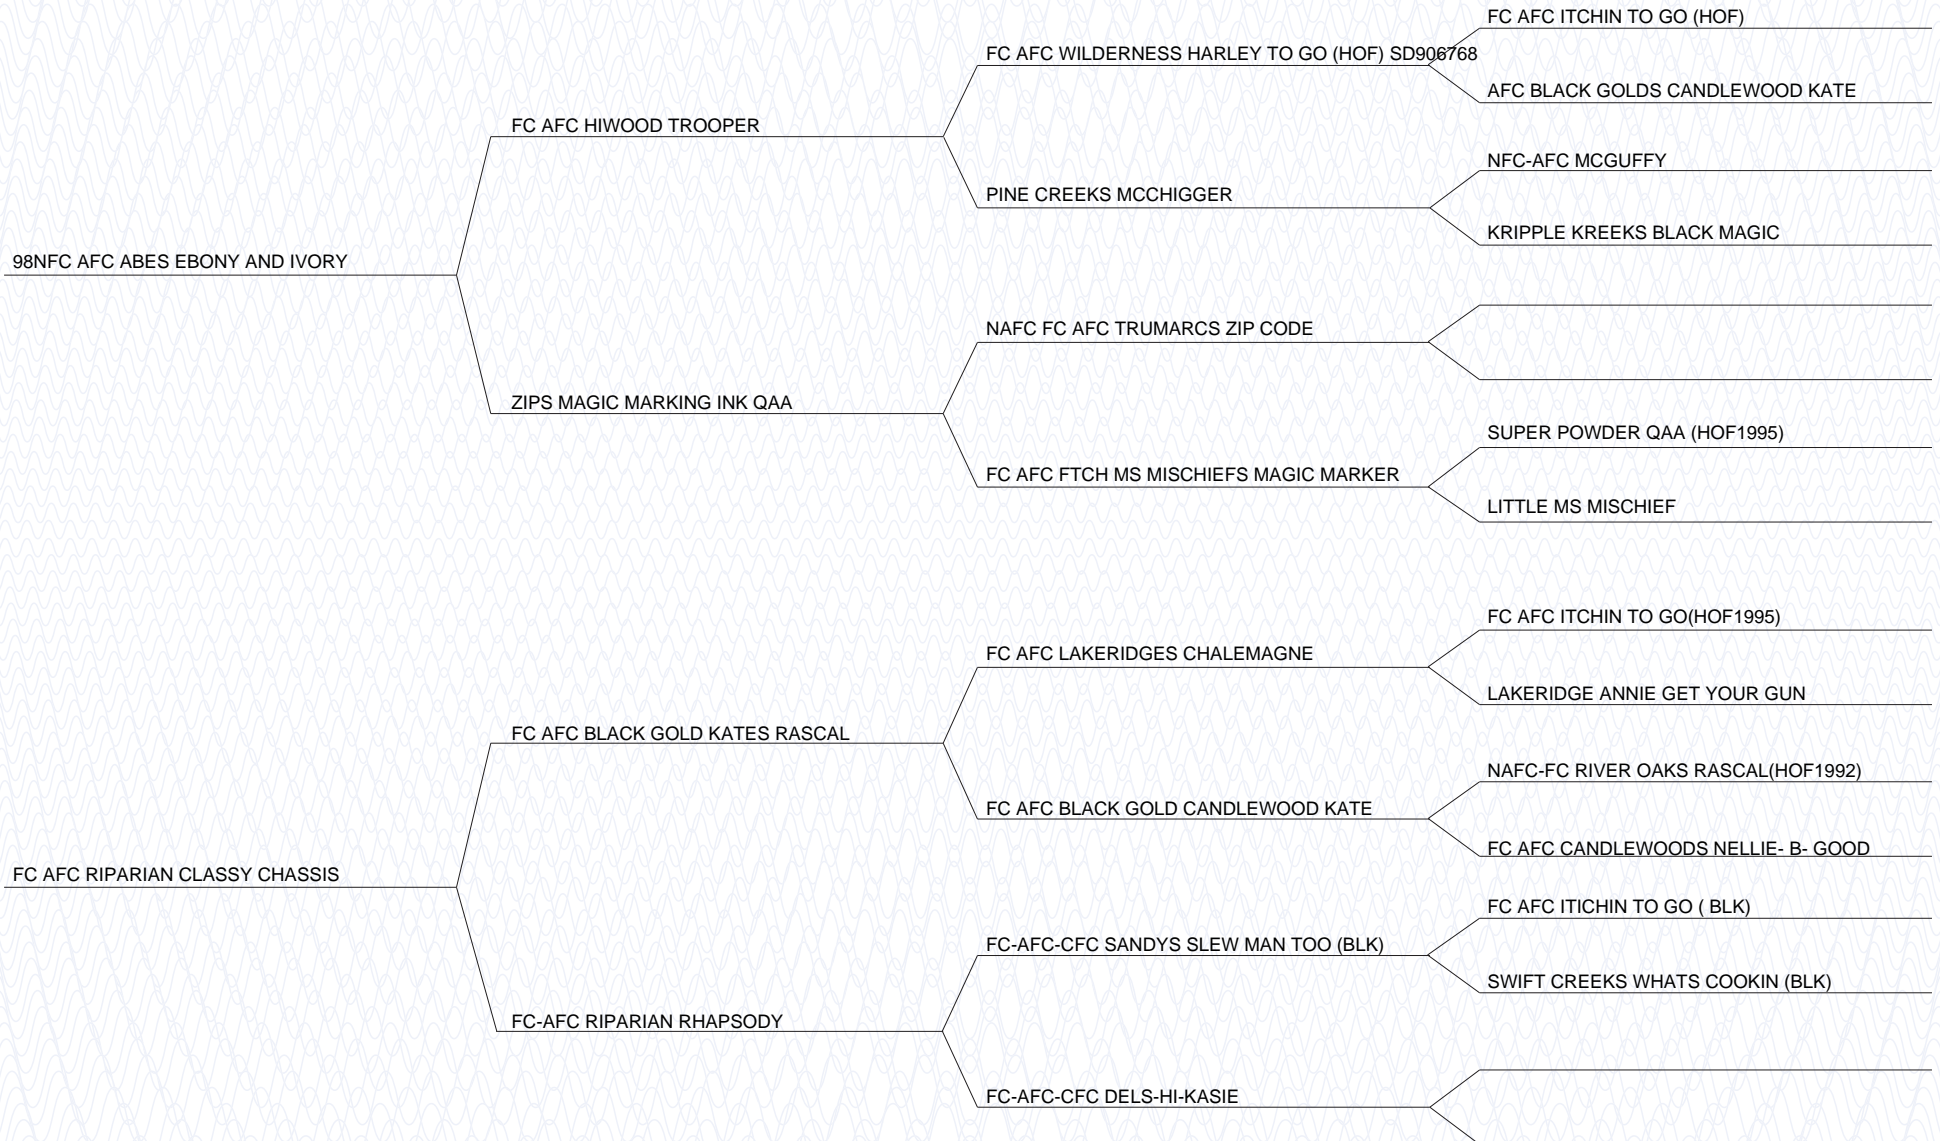 FC AFC ITCHIN TO GO (HOF)
FC AFC WILDERNESS HARLEY TO GO (HOF) SD906768
AFC BLACK GOLDS CANDLEWOOD KATE
FC AFC HIWOOD TROOPER
NFC-AFC MCGUFFY
PINE CREEKS MCCHIGGER
KRIPPLE KREEKS BLACK MAGIC
98NFC AFC ABES EBONY AND IVORY
NAFC FC AFC TRUMARCS ZIP CODE
ZIPS MAGIC MARKING INK QAA
SUPER POWDER QAA (HOF1995)
FC AFC FTCH MS MISCHIEFS MAGIC MARKER
LITTLE MS MISCHIEF
FC AFC ITCHIN TO GO(HOF1995)
FC AFC LAKERIDGES CHALEMAGNE
LAKERIDGE ANNIE GET YOUR GUN
FC AFC BLACK GOLD KATES RASCAL
NAFC-FC RIVER OAKS RASCAL(HOF1992)
FC AFC BLACK GOLD CANDLEWOOD KATE
FC AFC CANDLEWOODS NELLIE- B- GOOD
FC AFC RIPARIAN CLASSY CHASSIS
FC AFC ITICHIN TO GO ( BLK)
FC-AFC-CFC SANDYS SLEW MAN TOO (BLK)
SWIFT CREEKS WHATS COOKIN (BLK)
FC-AFC RIPARIAN RHAPSODY
FC-AFC-CFC DELS-HI-KASIE